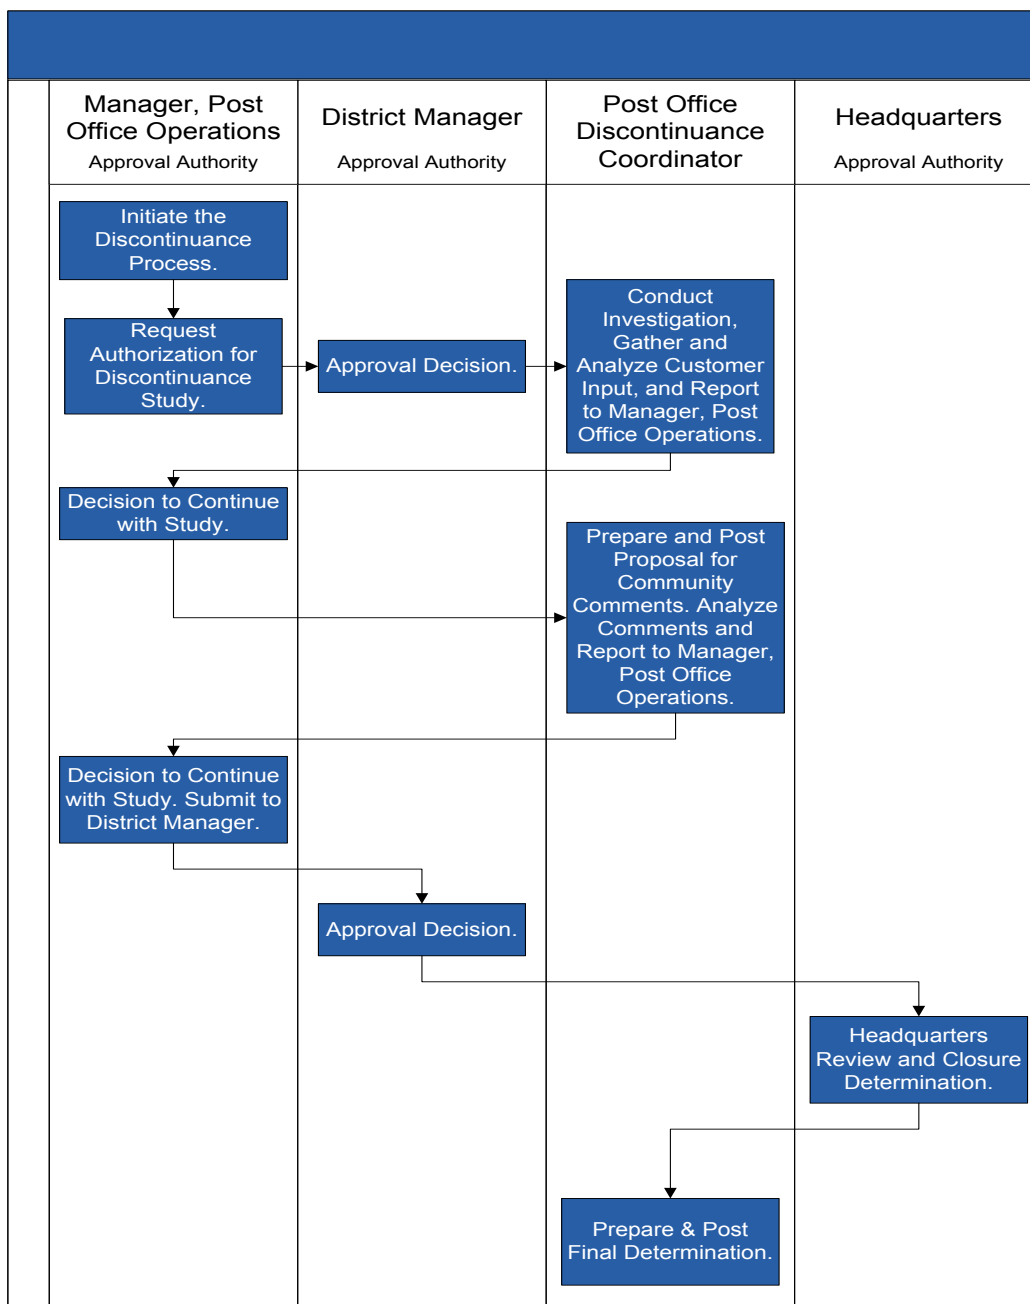 Manager, Post
Office Operations
Approval Authority
District Manager
Approval Authority
Post Office
Discontinuance
Coordinator
Headquarters
Approval Authority
Initiate the
Discontinuance
Process.
Request
Authorization for
Discontinuance
Study.
Approval Decision.
Conduct
Investigation,
Gather and
Analyze Customer
Input, and Report
to Manager, Post
Office Operations.
Decision to Continue
with Study.
Prepare and Post
Proposal for
Community
Comments. Analyze
Comments and
Report to Manager,
Post Office
Operations.
Decision to Continue
with Study. Submit to
District Manager.
Approval Decision.
Headquarters
Review and Closure
Determination.
Prepare & Post
Final Determination.